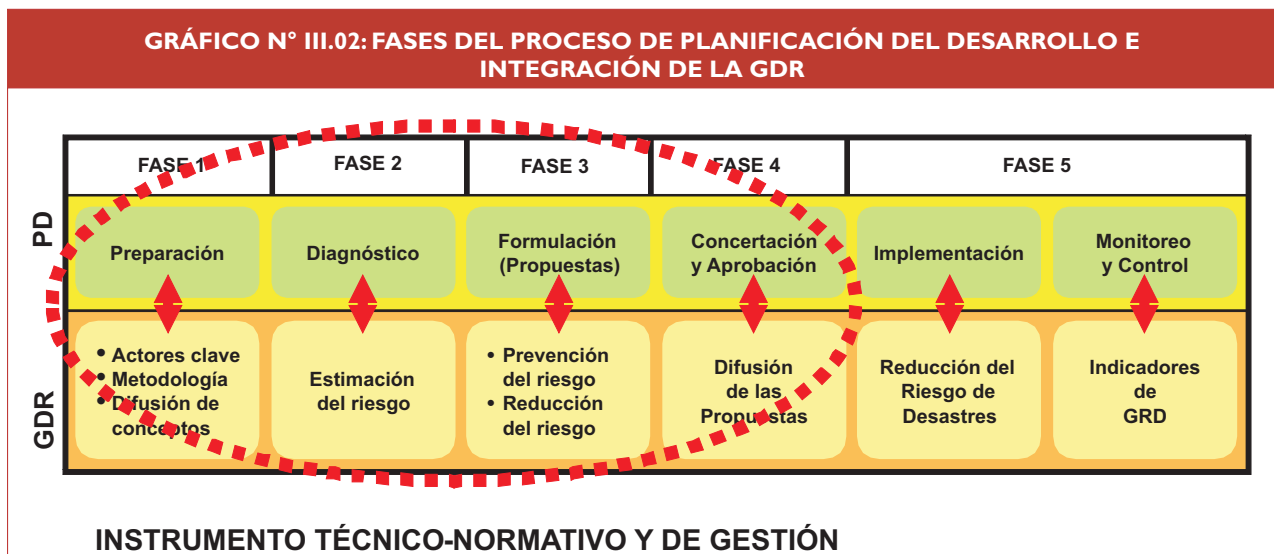 GRÁFICO N° III.02: FASES DEL PROCESO DE PLANIFICACIÓN DEL DESARROLLO E
INTEGRACIÓN DE LA GDR
FASE 1
FASE 2
FASE 3
FASE 4
FASE 5
PD
Preparación
Diagnóstico
Formulación
(Propuestas)
Concertación
y Aprobación
Implementación
Monitoreo
y Control
GDR
• Actores clave
• Metodología
• Difusión de
conceptos
Estimación
del riesgo
• Prevención
del riesgo
• Reducción
del riesgo
Difusión
de las
Propuestas
Reducción del
Riesgo de
Desastres
Indicadores
de
GRD
INSTRUMENTO TÉCNICO-NORMATIVO Y DE GESTIÓN